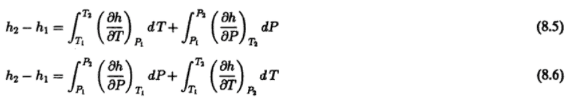 h₂ − h₁ = ∫_{T₁}^{T₂} (∂h/∂T)_{P₁} dT + ∫_{P₁}^{P₂} (∂h/∂P)_{T₂} dP (8.5)
h₂ − h₁ = ∫_{P₁}^{P₂} (∂h/∂P)_{T₁} dP + ∫_{T₁}^{T₂} (∂h/∂T)_{P₂} dT (8.6)